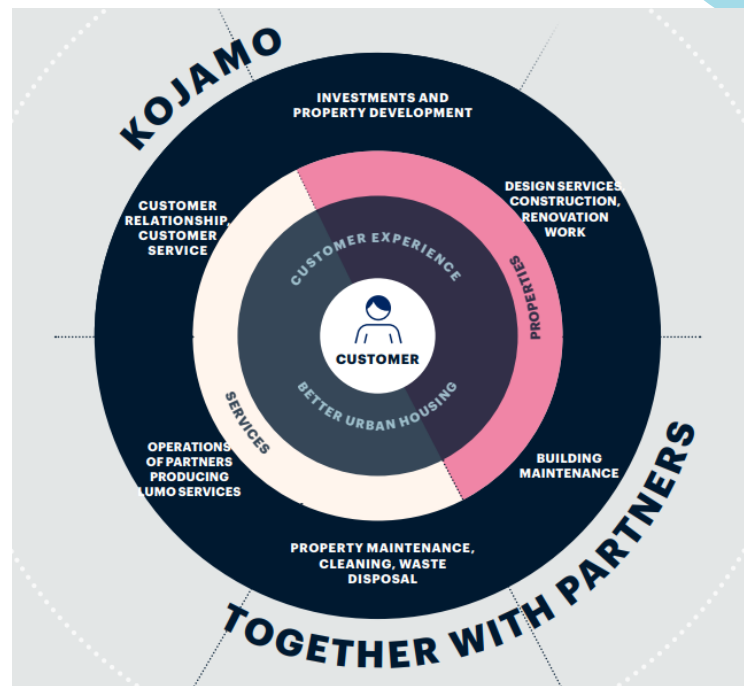 KOJAMO
INVESTMENTS AND
PROPERTY DEVELOPMENT
DESIGN SERVICES,
CONSTRUCTION,
RENOVATION
WORK
CUSTOMER
RELATIONSHIP,
CUSTOMER
SERVICE
CUSTOMER EXPERIENCE
PROPERTIES
CUSTOMER
BETTER URBAN HOUSING
SERVICES
OPERATIONS
OF PARTNERS
PRODUCING
LUMO SERVICES
BUILDING
MAINTENANCE
PROPERTY MAINTENANCE,
CLEANING, WASTE
DISPOSAL
TOGETHER WITH PARTNERS